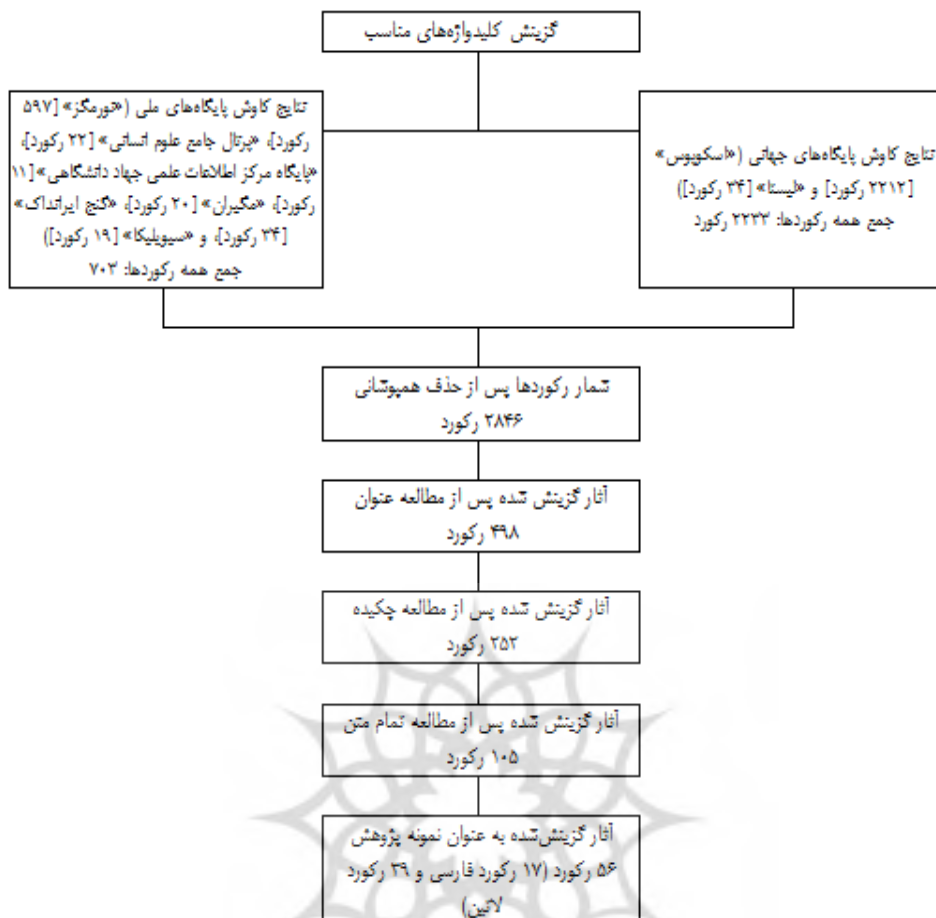 گزینش کلیدواژه‌های مناسب
نتایج کاوش پایگاه‌های جهانی («اسکوپوس»
[۲۲۱۲ رکورد] و «لیستا» [۳۴ رکورد])
جمع همه رکوردها: ۲۲۳۳ رکورد
نتایج کاوش پایگاه‌های ملی («نورمگز» [۵۹۷
رکورد]، «پرتال جامع علوم انسانی» [۲۲ رکورد]،
«پایگاه مرکز اطلاعات علمی جهاد دانشگاهی» [۱۱
رکورد]، «مگیران» [۲۰ رکورد]، «گنج ایرانداک»
[۳۴ رکورد]، و «سیویلیکا» [۱۹ رکورد])
جمع همه رکوردها: ۷۰۳
شمار رکوردها پس از حذف همپوشانی
۲۸۴۶ رکورد
آثار گزینش شده پس از مطالعه عنوان
۴۹۸ رکورد
آثار گزینش شده پس از مطالعه چکیده
۲۵۲ رکورد
آثار گزینش شده پس از مطالعه تمام متن
۱۰۵ رکورد
آثار گزینش‌شده به عنوان نمونه پژوهش
۵۶ رکورد (۱۷ رکورد فارسی و ۳۹ رکورد
لاتین)